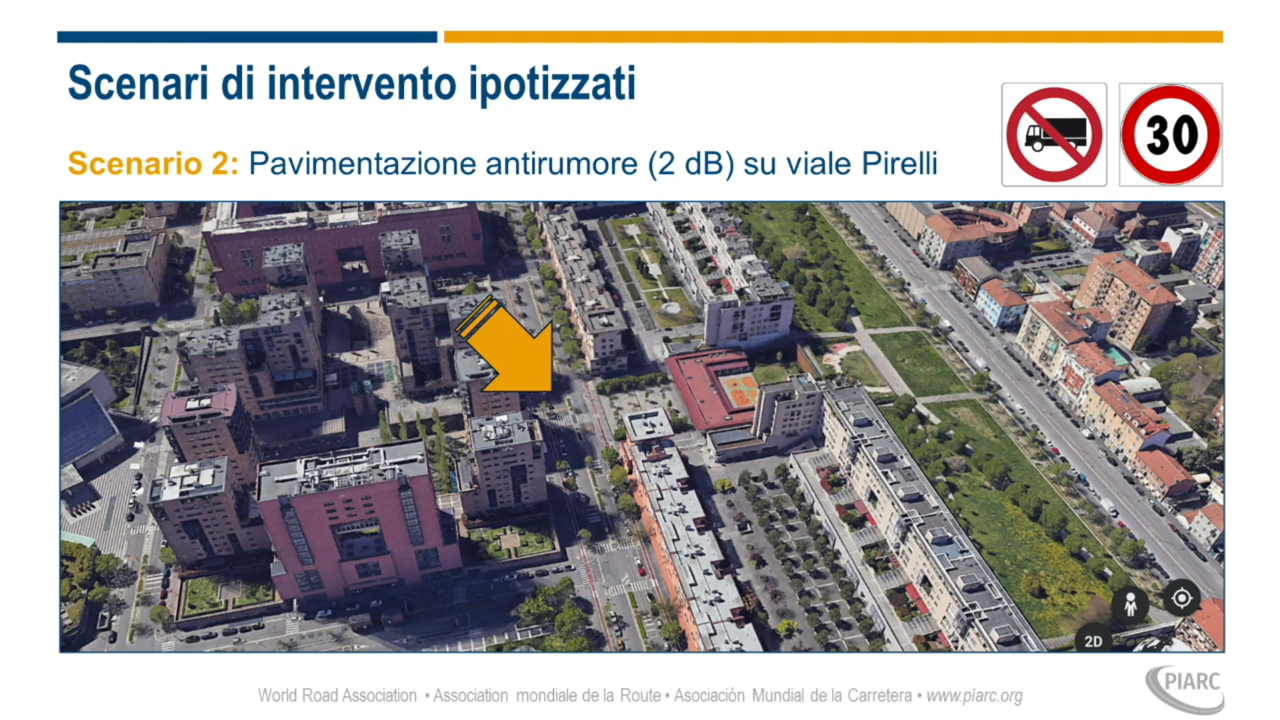 Scenari di intervento ipotizzati
30
Scenario 2: Pavimentazione antirumore (2 dB) su viale Pirelli
2D
World Road Association • Association mondiale de la Route • Asociación Mundial de la Carretera • www.piarc.org
PIARC